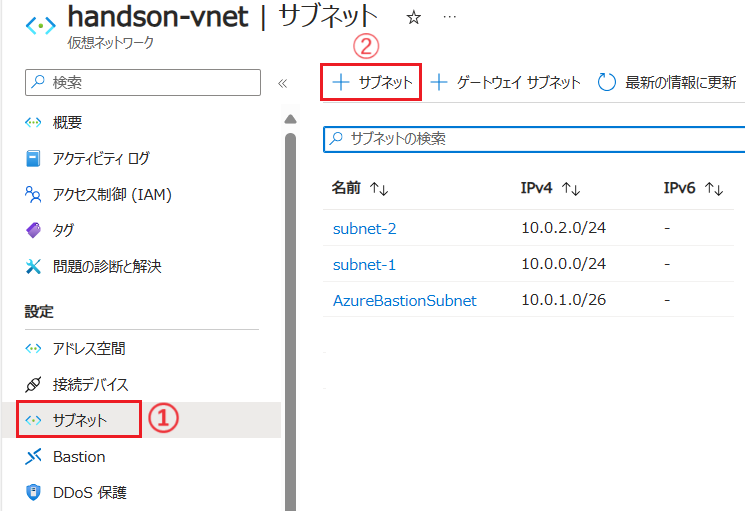 handson-vnet | サブネット ☆ …
仮想ネットワーク
②
検索 «
+ サブネット + ゲートウェイ サブネット 最新の情報に更新
概要
アクティビティ ログ
アクセス制御 (IAM)
タグ
問題の診断と解決
設定
アドレス空間
接続デバイス
サブネット ①
Bastion
DDoS 保護
サブネットの検索
名前 ↑↓ IPv4 ↑↓ IPv6 ↑↓
subnet-2 10.0.2.0/24 -
subnet-1 10.0.0.0/24 -
AzureBastionSubnet 10.0.1.0/26 -